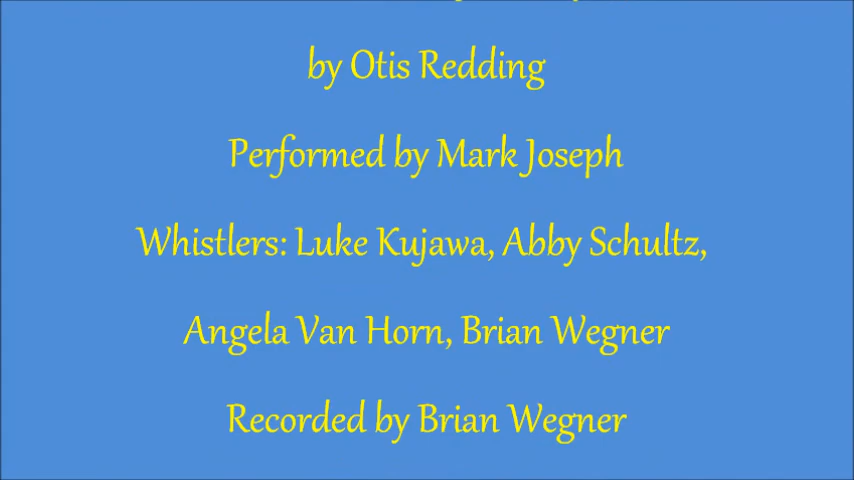 by Otis Redding
Performed by Mark Joseph
Whistlers: Luke Kujawa, Abby Schultz,
Angela Van Horn, Brian Wegner
Recorded by Brian Wegner